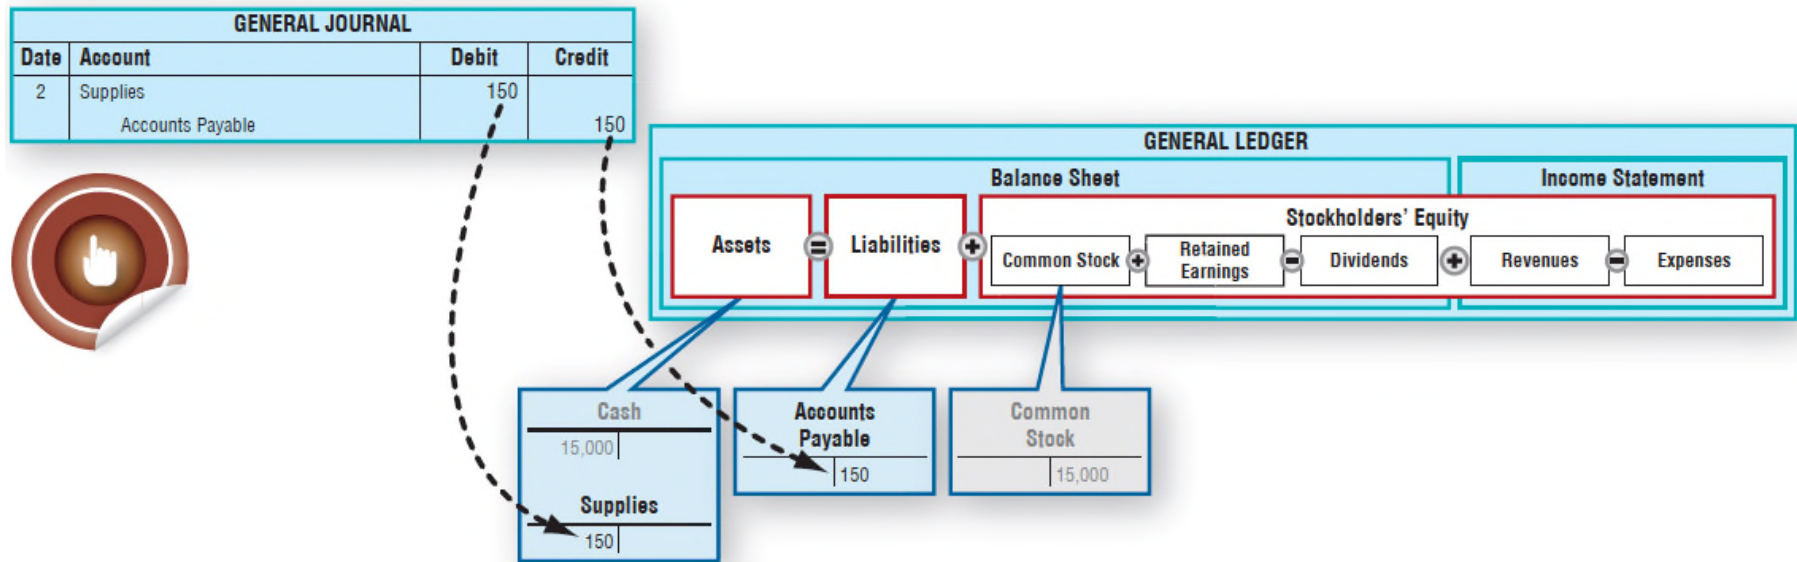 GENERAL JOURNAL
Date Account Debit Credit
2 Supplies 150
Accounts Payable 150
GENERAL LEDGER
Balance Sheet
Income Statement
Assets
=
Liabilities
+
Stockholders' Equity
Common Stock
+
Retained
Earnings
−
Dividends
+
Revenues
−
Expenses
Cash
15,000
Supplies
150
Accounts
Payable
150
Common
Stock
15,000